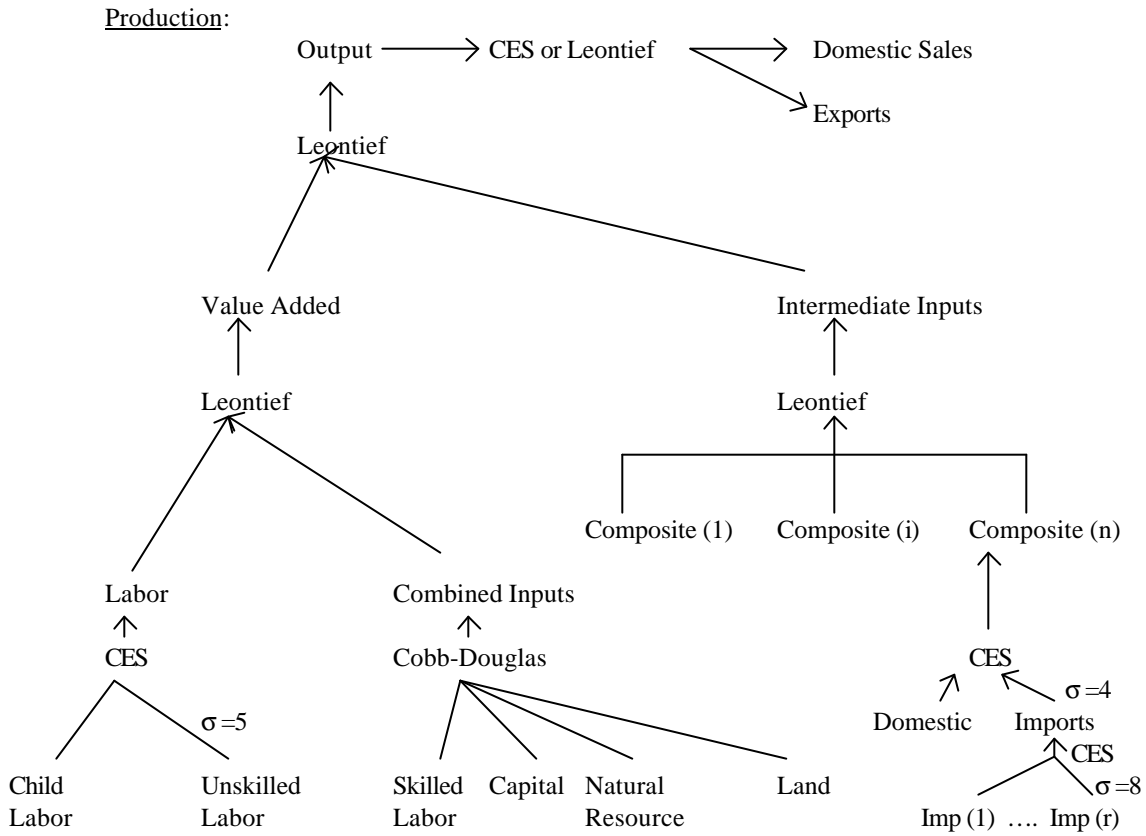 Production:
Output CES or Leontief Domestic Sales
Exports
Leontief
Value Added Intermediate Inputs
Leontief Leontief
Composite (1) Composite (i) Composite (n)
Labor Combined Inputs
CES Cobb-Douglas CES
σ=5 σ=4
Domestic Imports
CES
Child Unskilled Skilled Capital Natural Land σ=8
Labor Labor Labor Resource Imp (1) .... Imp (r)